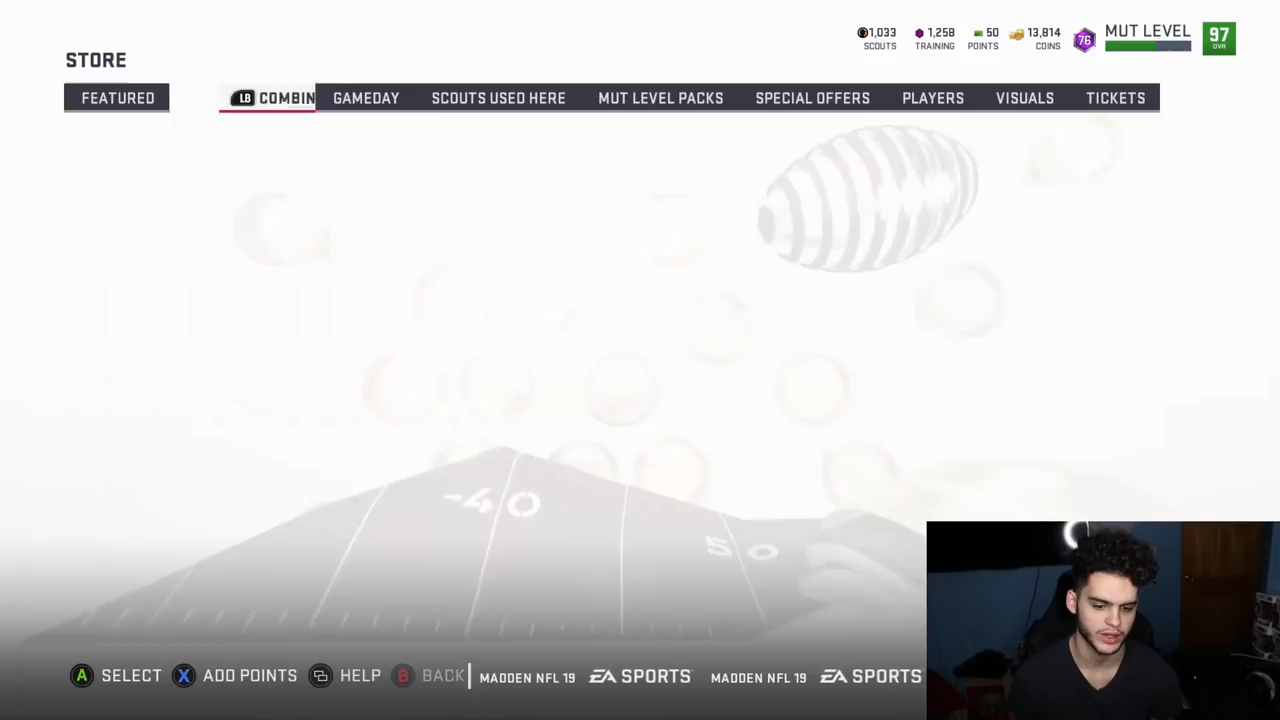 1,033 1,258 50 13,814 76 MUT LEVEL 97
SCOUTS TRAINING POINTS COINS OVR
STORE
FEATURED LB COMBIN GAMEDAY SCOUTS USED HERE MUT LEVEL PACKS SPECIAL OFFERS PLAYERS VISUALS TICKETS
-40
50
A SELECT X ADD POINTS HELP B BACK MADDEN NFL 19 EA SPORTS MADDEN NFL 19 EA SPORTS